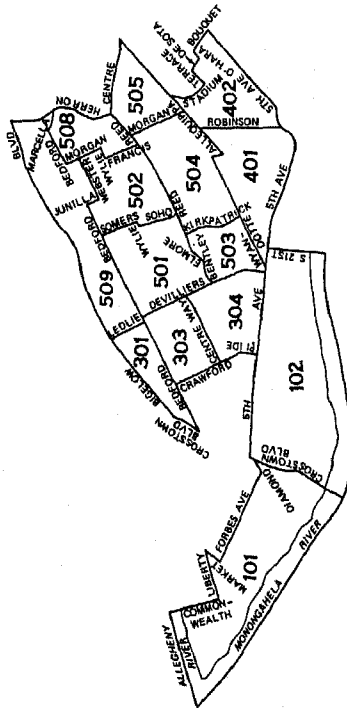 BLVD
MARCELLA
HERRON
508
BEDFORD
MORGAN
CENTRE
JUNILLA
WEBSTER
WYLIE
REED
505
MORGAN
FRANCIS
502
ALLEQUIPPA
TERRACE
DE SOTA
BOUQUET
STADIUM
O'HARA
5TH AVE
402
ROBINSON
509
BEDFORD
SOMERS
SOHO
WYLIE
REED
504
401
KIRKPATRICK
ELMORE
BENTLEY
503
WYANDOTTE
5TH AVE
501
LEDLIE
DEVILLIERS
301
BIGELOW
303
CENTRE WAY
304
AVE
BEDFORD
CRAWFORD
CROSSTOWN
BLVD
PRIDE
5TH
S 21ST
102
CROSSTOWN
BLVD
DIAMOND
FORBES AVE
MARKET
LIBERTY
101
COMMON-
WEALTH
ALLEGHENY
RIVER
MONONGAHELA RIVER